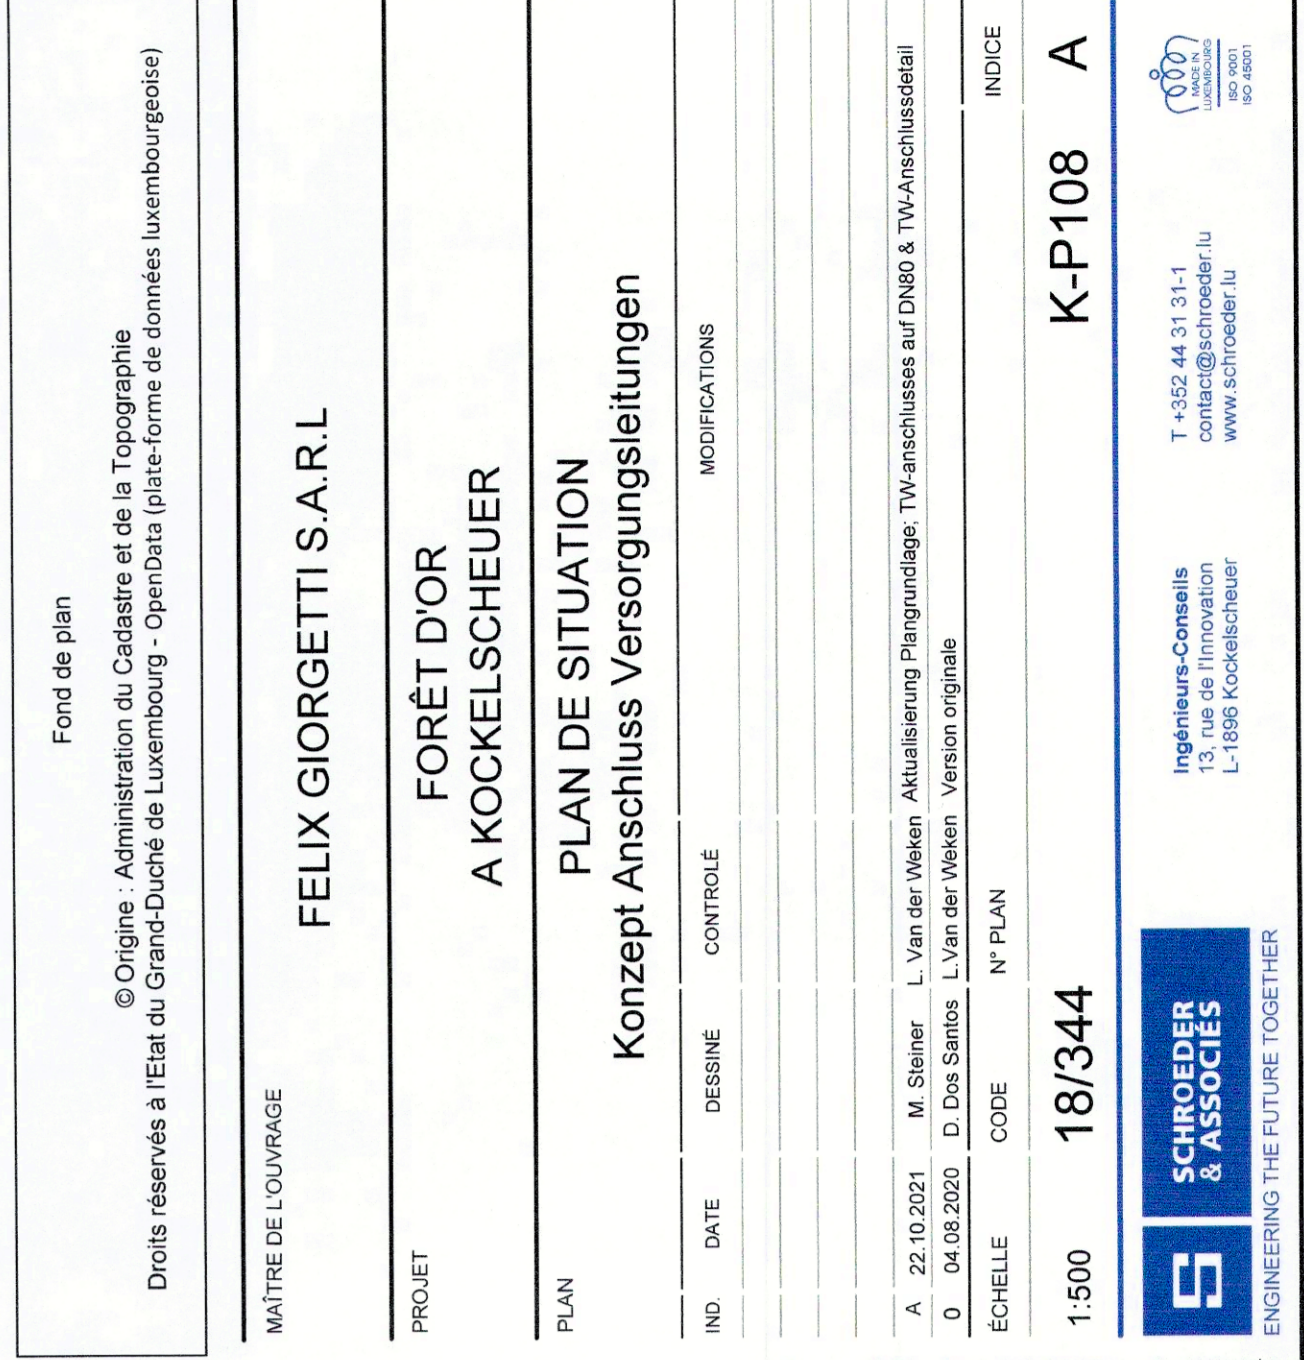 Fond de plan
© Origine : Administration du Cadastre et de la Topographie
Droits réservés à l'Etat du Grand-Duché de Luxembourg - OpenData (plate-forme de données luxembourgeoise)
MAÎTRE DE L'OUVRAGE
FELIX GIORGETTI S.A.R.L
PROJET
FORÊT D'OR
A KOCKELSCHEUER
PLAN
PLAN DE SITUATION
Konzept Anschluss Versorgungsleitungen
IND. DATE DESSINÉ CONTROLÉ MODIFICATIONS
A 22.10.2021 M. Steiner L. Van der Weken Aktualisierung Plangrundlage; TW-anschlusses auf DN80 & TW-Anschlussdetail
0 04.08.2020 D. Dos Santos L.Van der Weken Version originale
ÉCHELLE CODE N° PLAN INDICE
1:500 18/344 K-P108 A
SCHROEDER
& ASSOCIÉS
ENGINEERING THE FUTURE TOGETHER
Ingénieurs-Conseils
13, rue de l'Innovation
L-1896 Kockelscheuer
T +352 44 31 31-1
contact@schroeder.lu
www.schroeder.lu
MADE IN
LUXEMBOURG
ISO 9001
ISO 45001